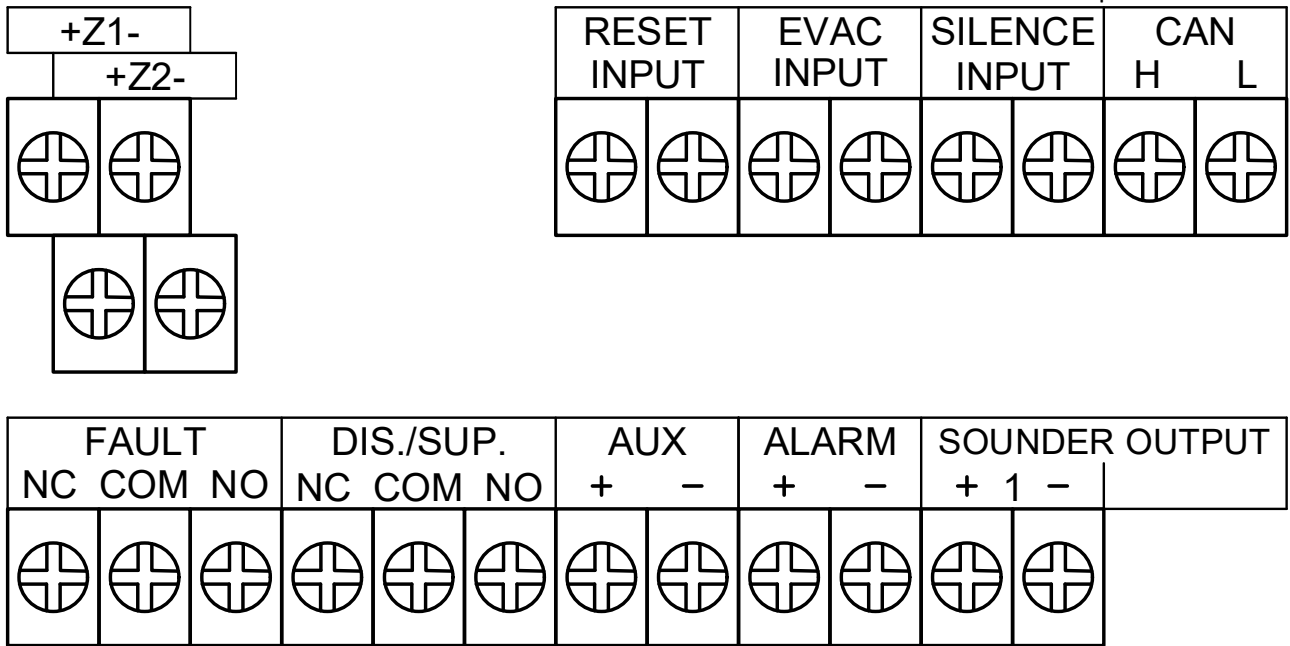 +Z1-
+Z2-
RESET INPUT
EVAC INPUT
SILENCE INPUT
CAN
H L
FAULT
NC COM NO
DIS./SUP.
NC COM NO
AUX
+ −
ALARM
+ −
SOUNDER OUTPUT
+ 1 −